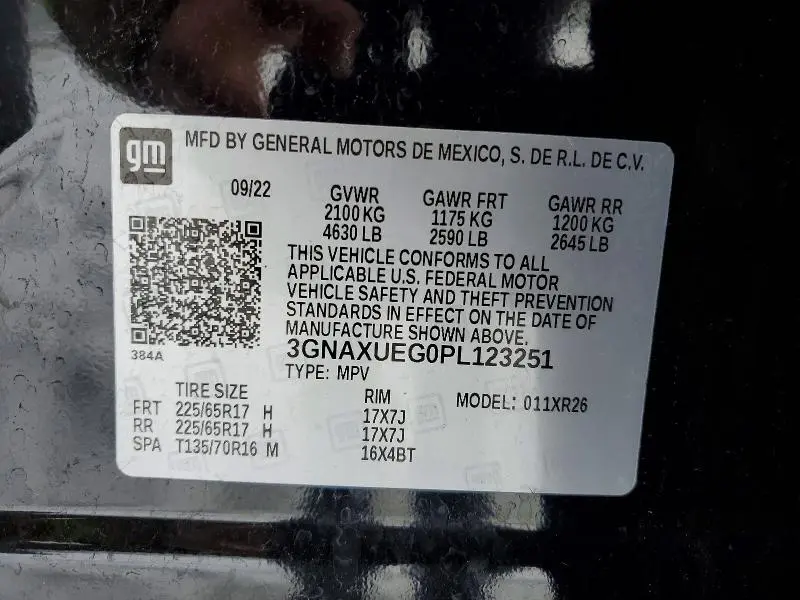 gm
MFD BY GENERAL MOTORS DE MEXICO, S. DE R.L. DE C.V.
09/22 GVWR GAWR FRT GAWR RR
2100 KG 1175 KG 1200 KG
4630 LB 2590 LB 2645 LB
THIS VEHICLE CONFORMS TO ALL
APPLICABLE U.S. FEDERAL MOTOR
VEHICLE SAFETY AND THEFT PREVENTION
STANDARDS IN EFFECT ON THE DATE OF
MANUFACTURE SHOWN ABOVE.
384A
3GNAXUEG0PL123251
TYPE: MPV
TIRE SIZE RIM MODEL: 011XR26
FRT 225/65R17 H 17X7J
RR 225/65R17 H 17X7J
SPA T135/70R16 M 16X4BT